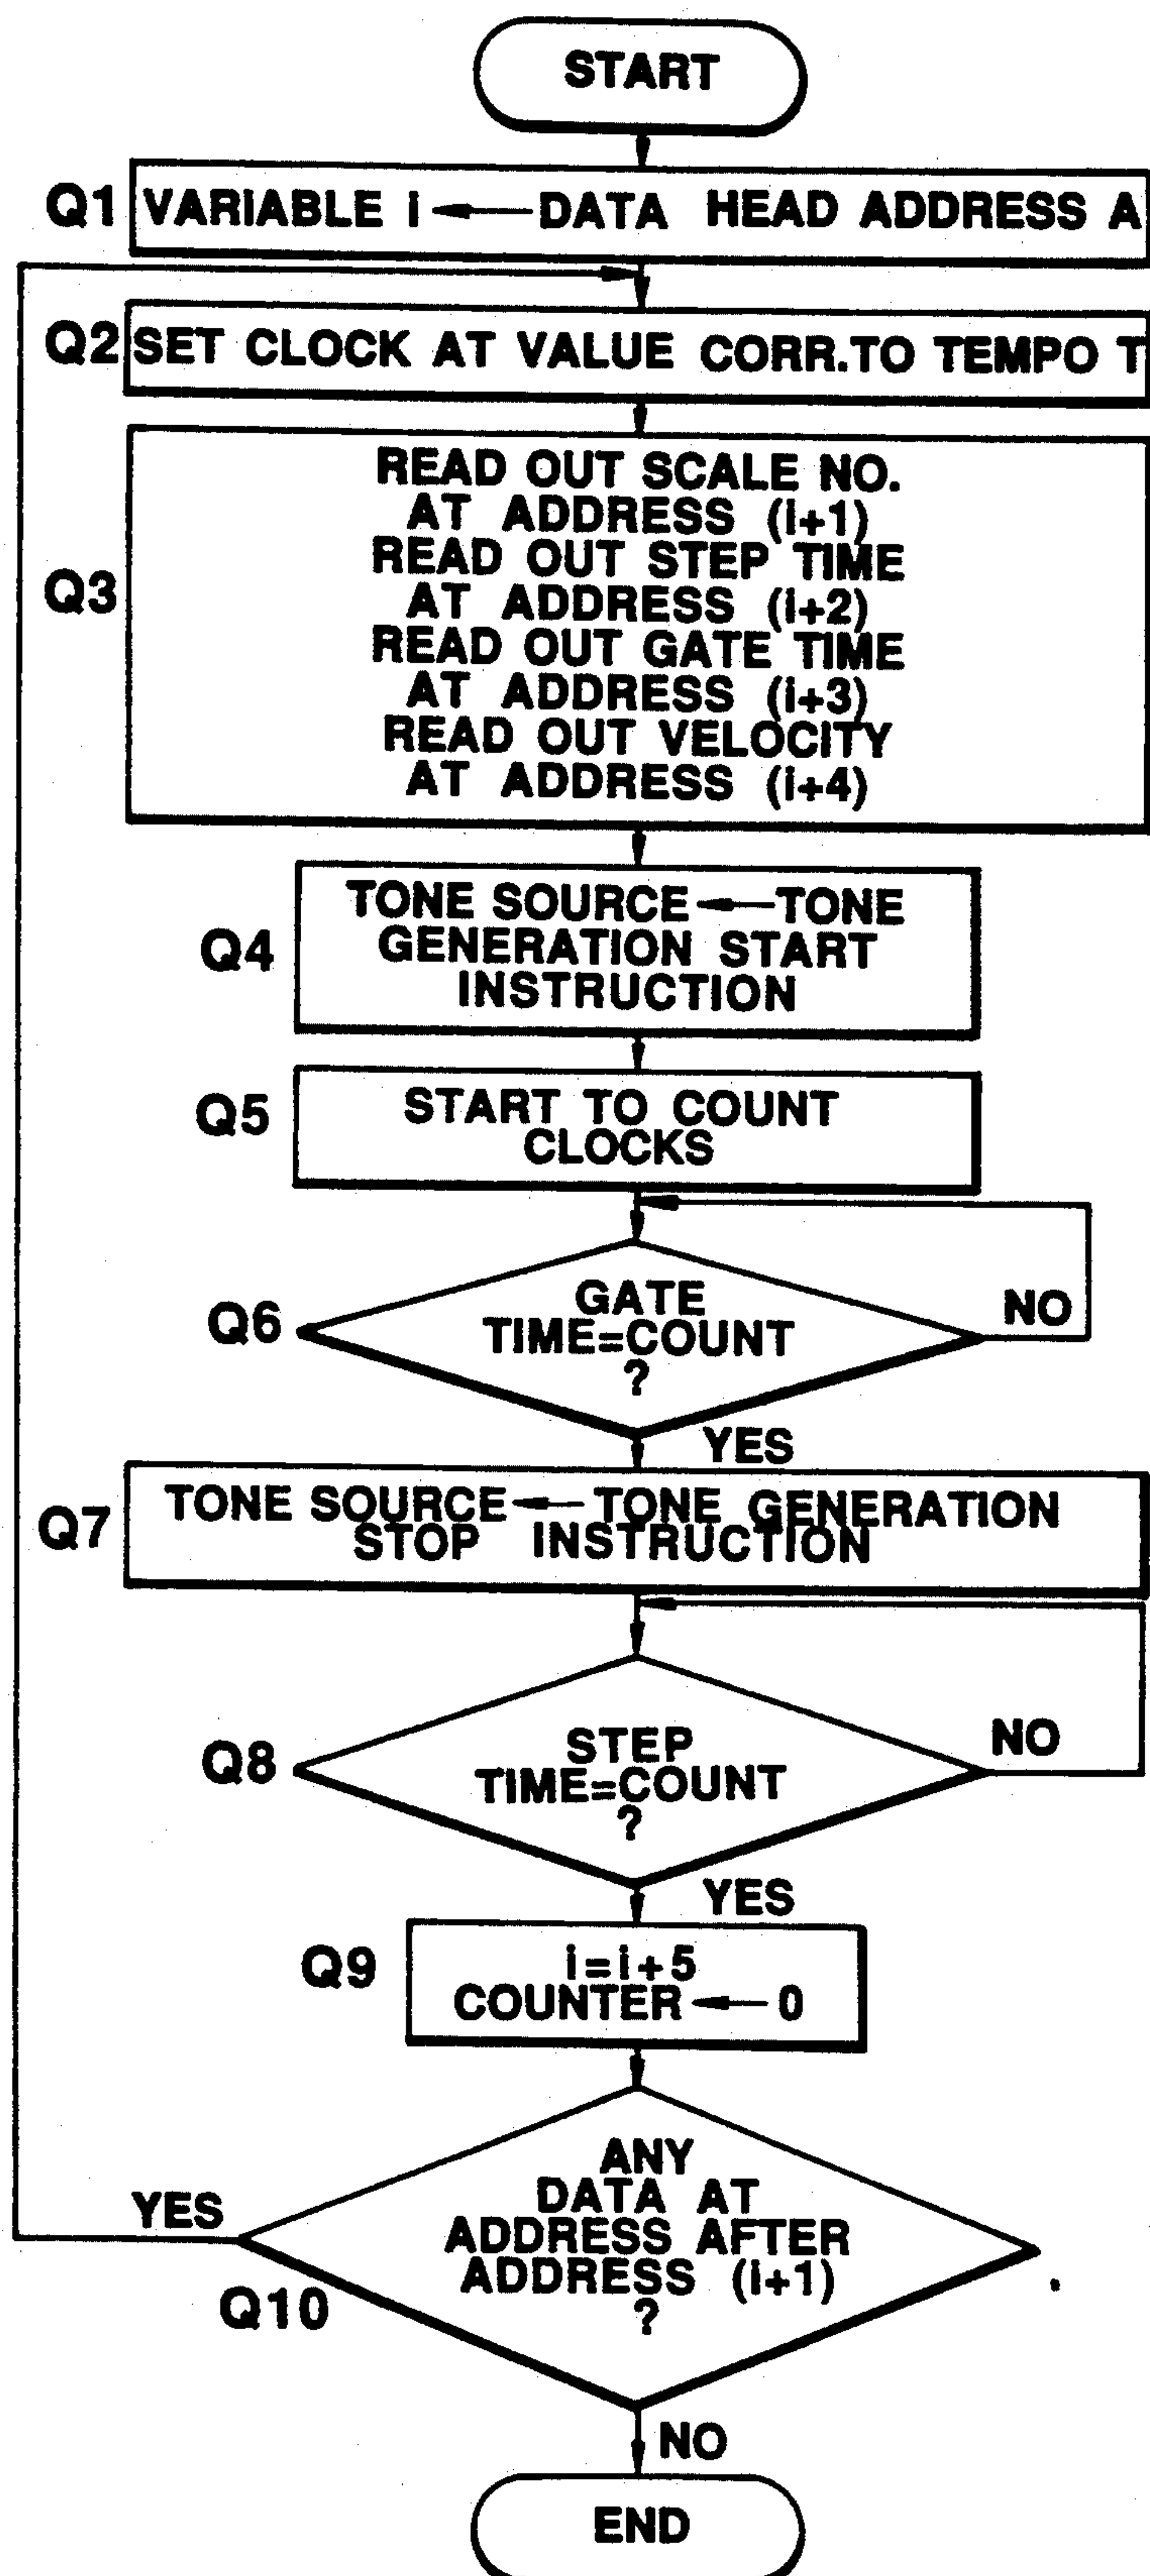 START
Q1 VARIABLE i ← DATA HEAD ADDRESS A
Q2 SET CLOCK AT VALUE CORR.TO TEMPO T
Q3
READ OUT SCALE NO.
AT ADDRESS (i+1)
READ OUT STEP TIME
AT ADDRESS (i+2)
READ OUT GATE TIME
AT ADDRESS (i+3)
READ OUT VELOCITY
AT ADDRESS (i+4)
Q4
TONE SOURCE ← TONE
GENERATION START
INSTRUCTION
Q5
START TO COUNT
CLOCKS
Q6
GATE
TIME=COUNT
?
NO
YES
Q7
TONE SOURCE ← TONE GENERATION
STOP INSTRUCTION
Q8
STEP
TIME=COUNT
?
NO
YES
Q9
i=i+5
COUNTER ← 0
Q10
ANY
DATA AT
ADDRESS AFTER
ADDRESS (i+1)
?
YES
NO
END